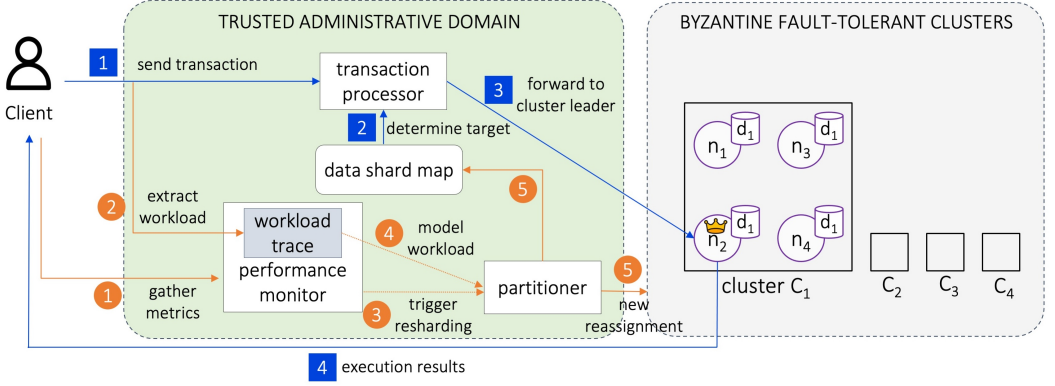 TRUSTED ADMINISTRATIVE DOMAIN
BYZANTINE FAULT-TOLERANT CLUSTERS
Client
1
send transaction
transaction
processor
3
forward to
cluster leader
2
determine target
data shard map
5
2
extract
workload
workload
trace
performance
monitor
4
model
workload
1
gather
metrics
3
trigger
resharding
partitioner
5
new
reassignment
n₁
d₁
n₃
d₁
n₂
d₁
n₄
d₁
cluster C₁
C₂
C₃
C₄
4
execution results